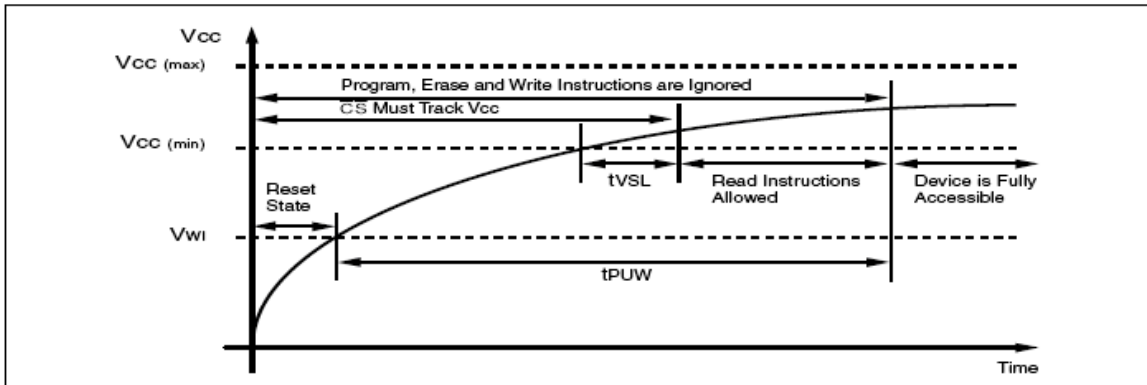 Vcc
Vcc (max)
Program, Erase and Write Instructions are Ignored
CS Must Track Vcc
Vcc (min)
tVSL
Read Instructions
Allowed
Device is Fully
Accessible
Reset
State
VWI
tPUW
Time